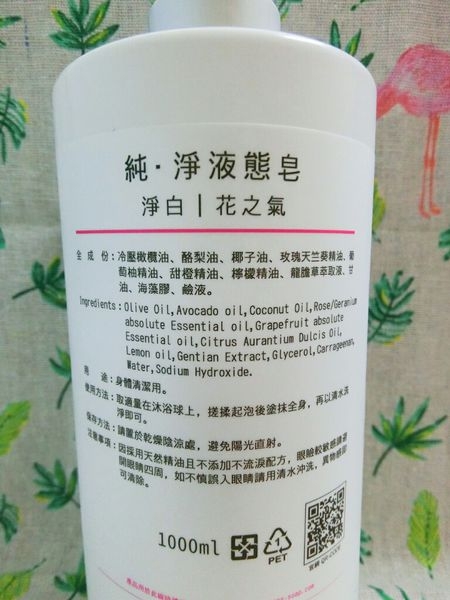 純·淨液態皂
淨白|花之氣
全成份:冷壓橄欖油、酪梨油、椰子油、玫瑰天竺葵精油、葡
萄柚精油、甜橙精油、檸檬精油、龍膽草萃取液、甘
油、海藻膠、鹼液。
Ingredients:Olive Oil,Avocado oil,Coconut Oil,Rose/Geranium
absolute Essential oil,Grapefruit absolute
Essential oil,Citrus Aurantium Dulcis Oil,
Lemon oil,Gentian Extract,Glycerol,Carrageenan,
Water,Sodium Hydroxide.
用途:身體清潔用。
使用方法:取適量在沐浴球上，搓揉起泡後塗抹全身，再以清水洗
淨即可。
保存方法:請置於乾燥陰涼處，避免陽光直射。
注意事項:因採用天然精油且不添加不流淚配方，眼瞼較敏感請避
開眼睛四周，如不慎誤入眼睛請用清水沖洗，異物感即
可清除。
1000ml
1
PET
官網 QR-CODE